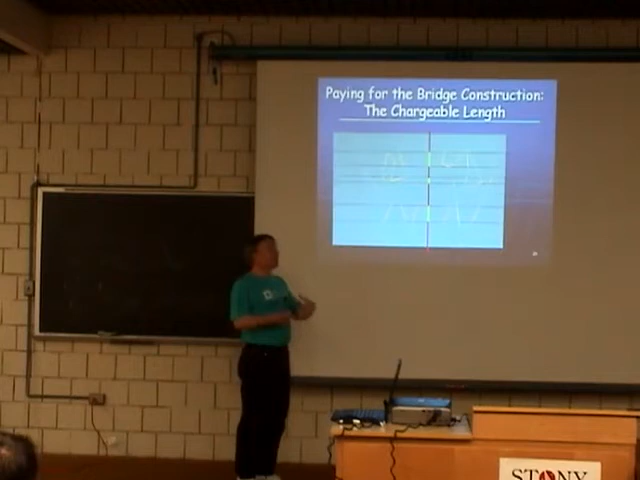 Paying for the Bridge Construction:
The Chargeable Length
STONY